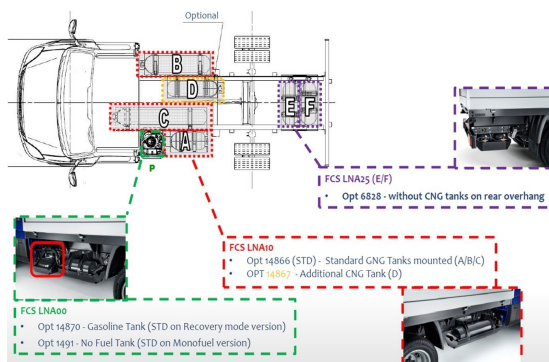 Optional
B
D
C
E F
A
P
FCS LNA25 (E/F)
• Opt 6828 - without CNG tanks on rear overhang
FCS LNA10
• Opt 14866 (STD) - Standard GNG Tanks mounted (A/B/C)
• OPT 14867 - Additional CNG Tank (D)
FCS LNA00
• Opt 14870 - Gasoline Tank (STD on Recovery mode version)
• Opt 1491 - No Fuel Tank (STD on Monofuel version)